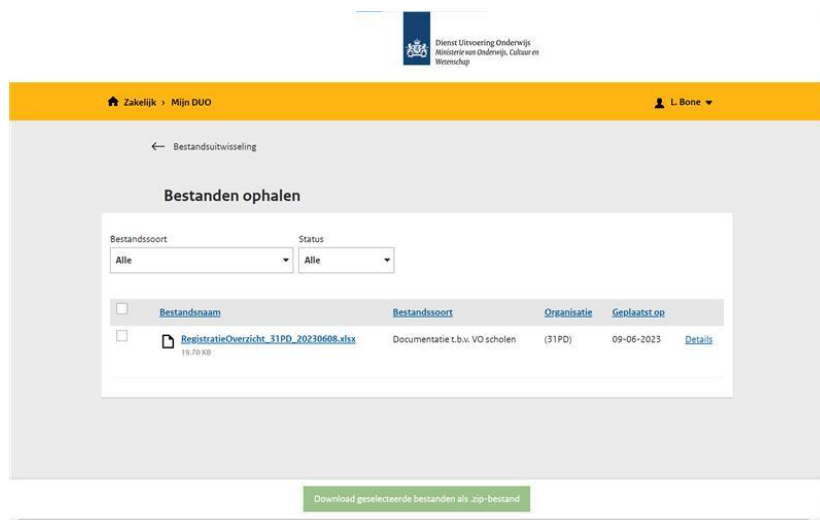 Dienst Uitvoering Onderwijs
Ministerie van Onderwijs, Cultuur en
Wetenschap
Zakelijk › Mijn DUO
L. Bone
← Bestandsuitwisseling
Bestanden ophalen
Bestandssoort Status
Alle Alle
Bestandsnaam Bestandssoort Organisatie Geplaatst op
RegistratieOverzicht_31PD_20230608.xlsx Documentatie t.b.v. VO scholen (31PD) 09-06-2023 Details
19.70 KB
Download geselecteerde bestanden als .zip-bestand